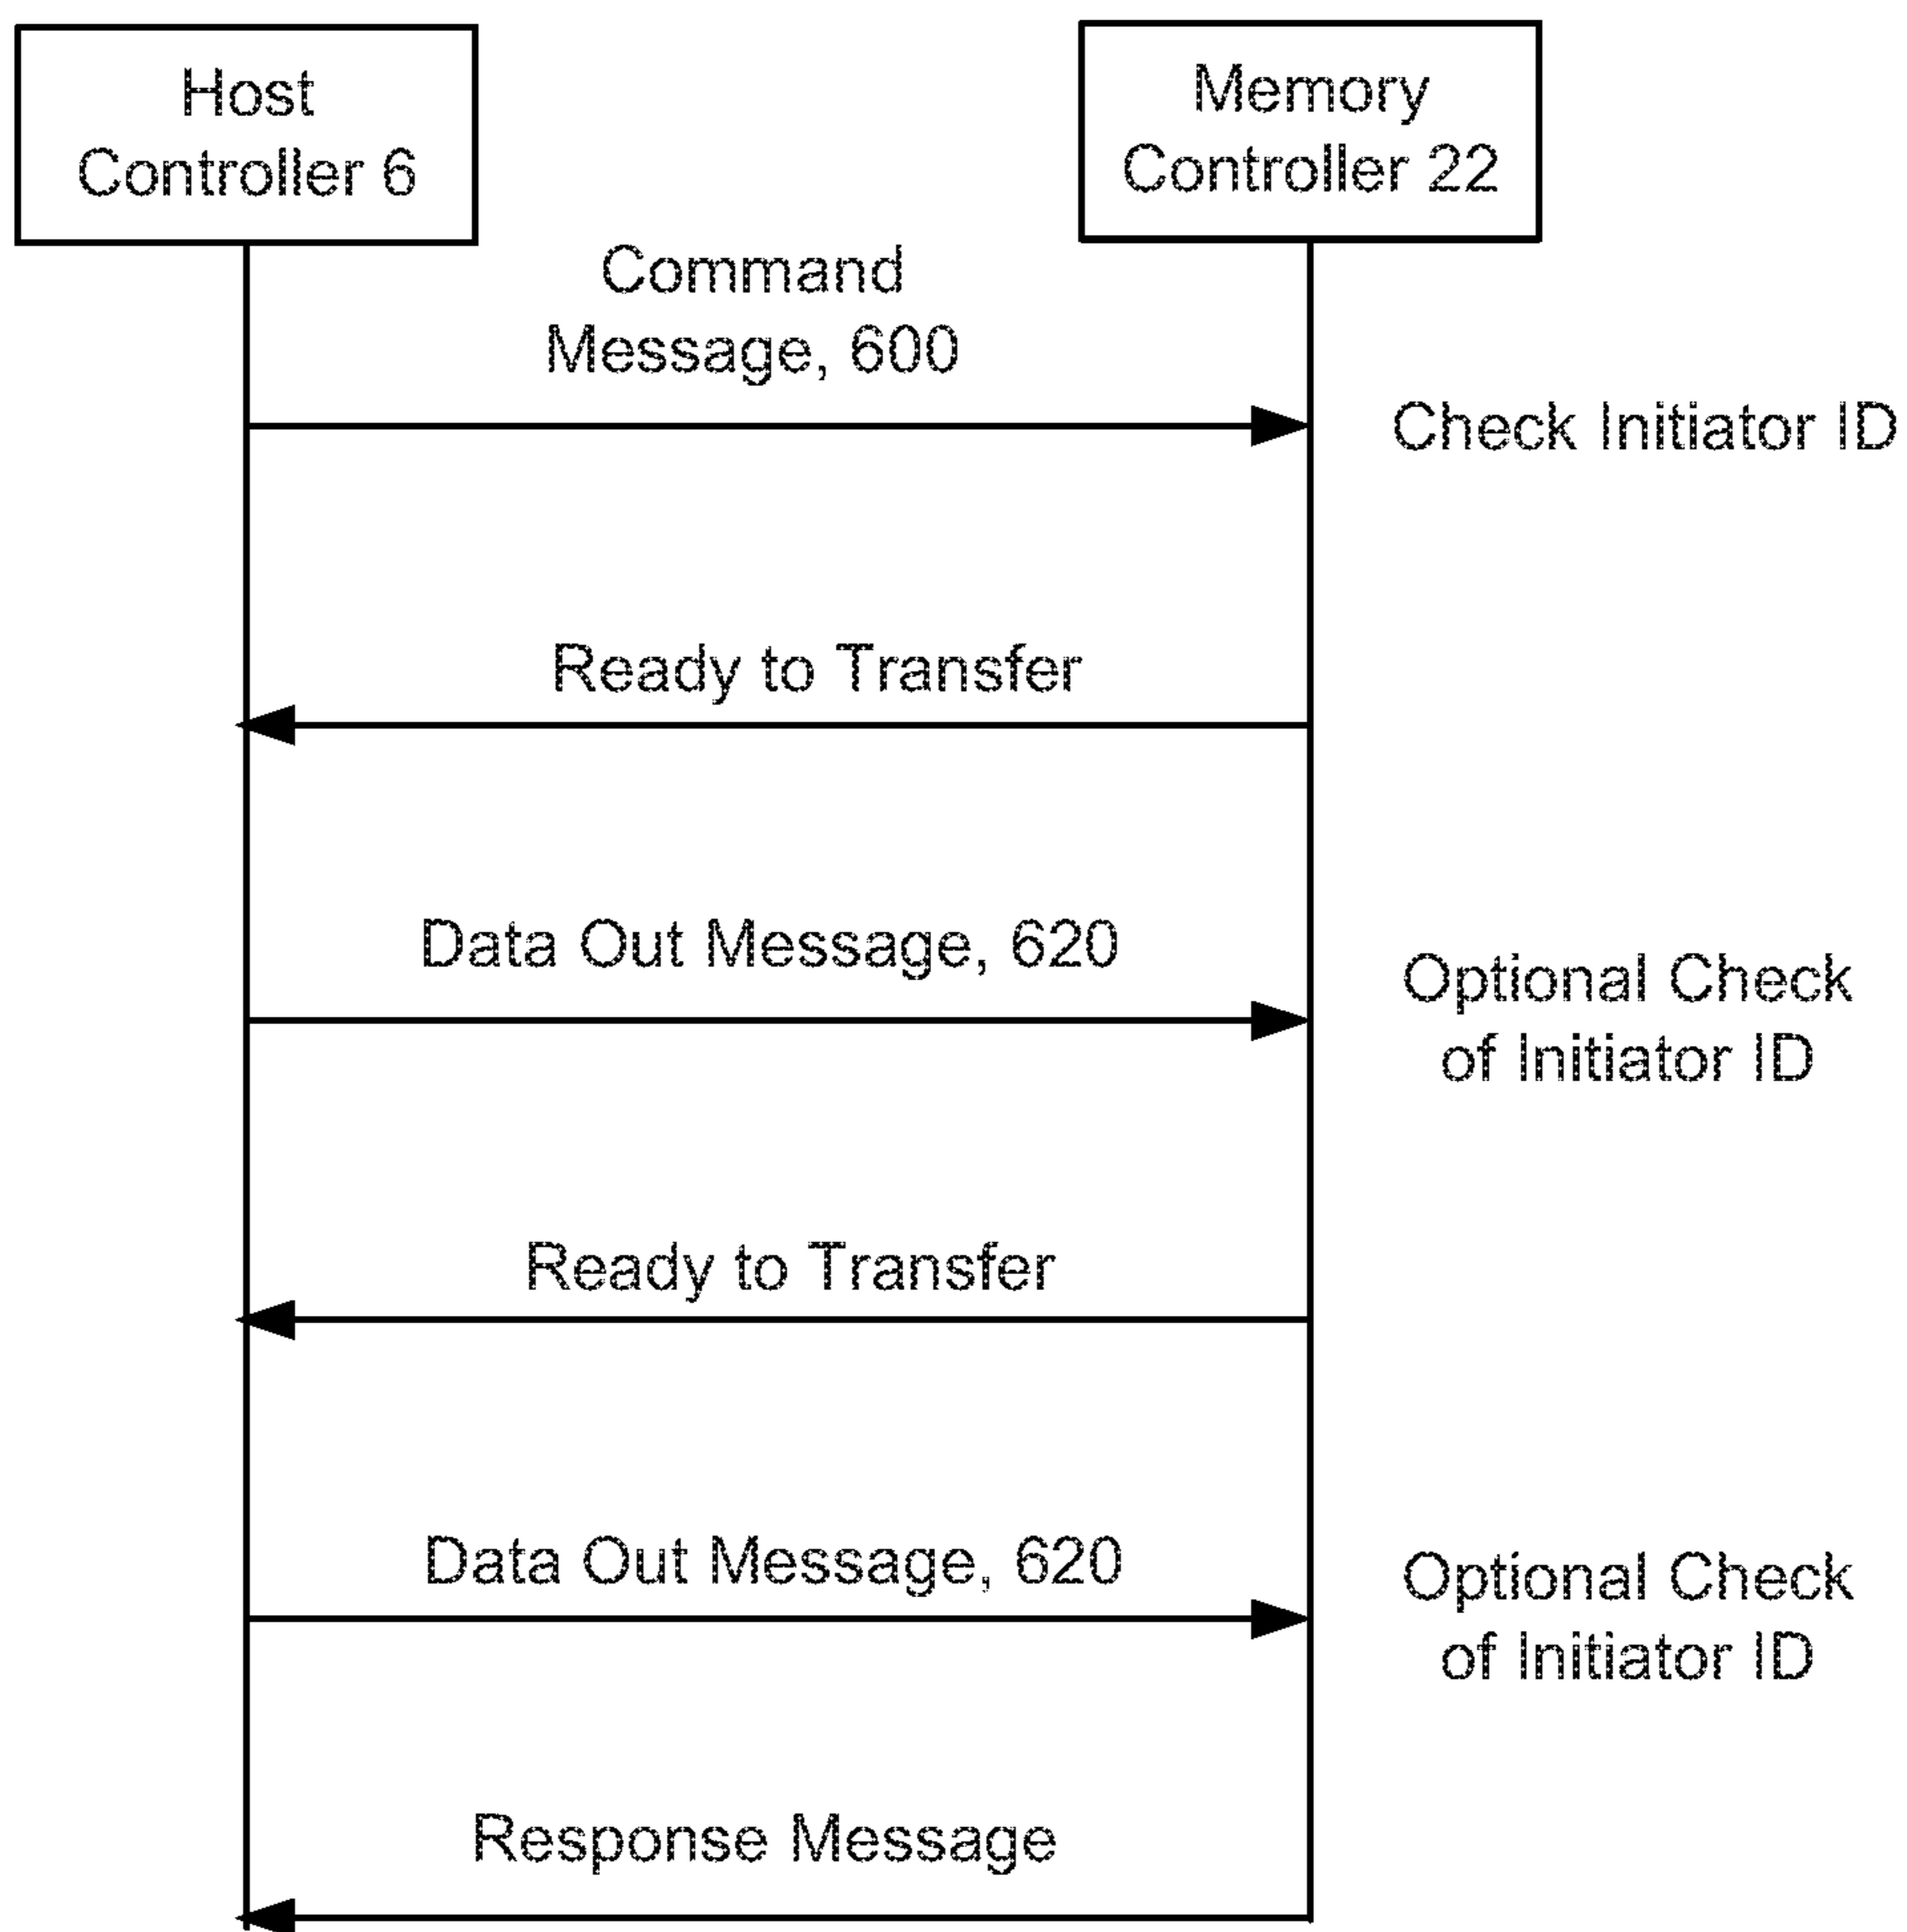 Host
Controller 6
Memory
Controller 22
Command
Message, 600
Check Initiator ID
Ready to Transfer
Data Out Message, 620
Optional Check
of Initiator ID
Ready to Transfer
Data Out Message, 620
Optional Check
of Initiator ID
Response Message